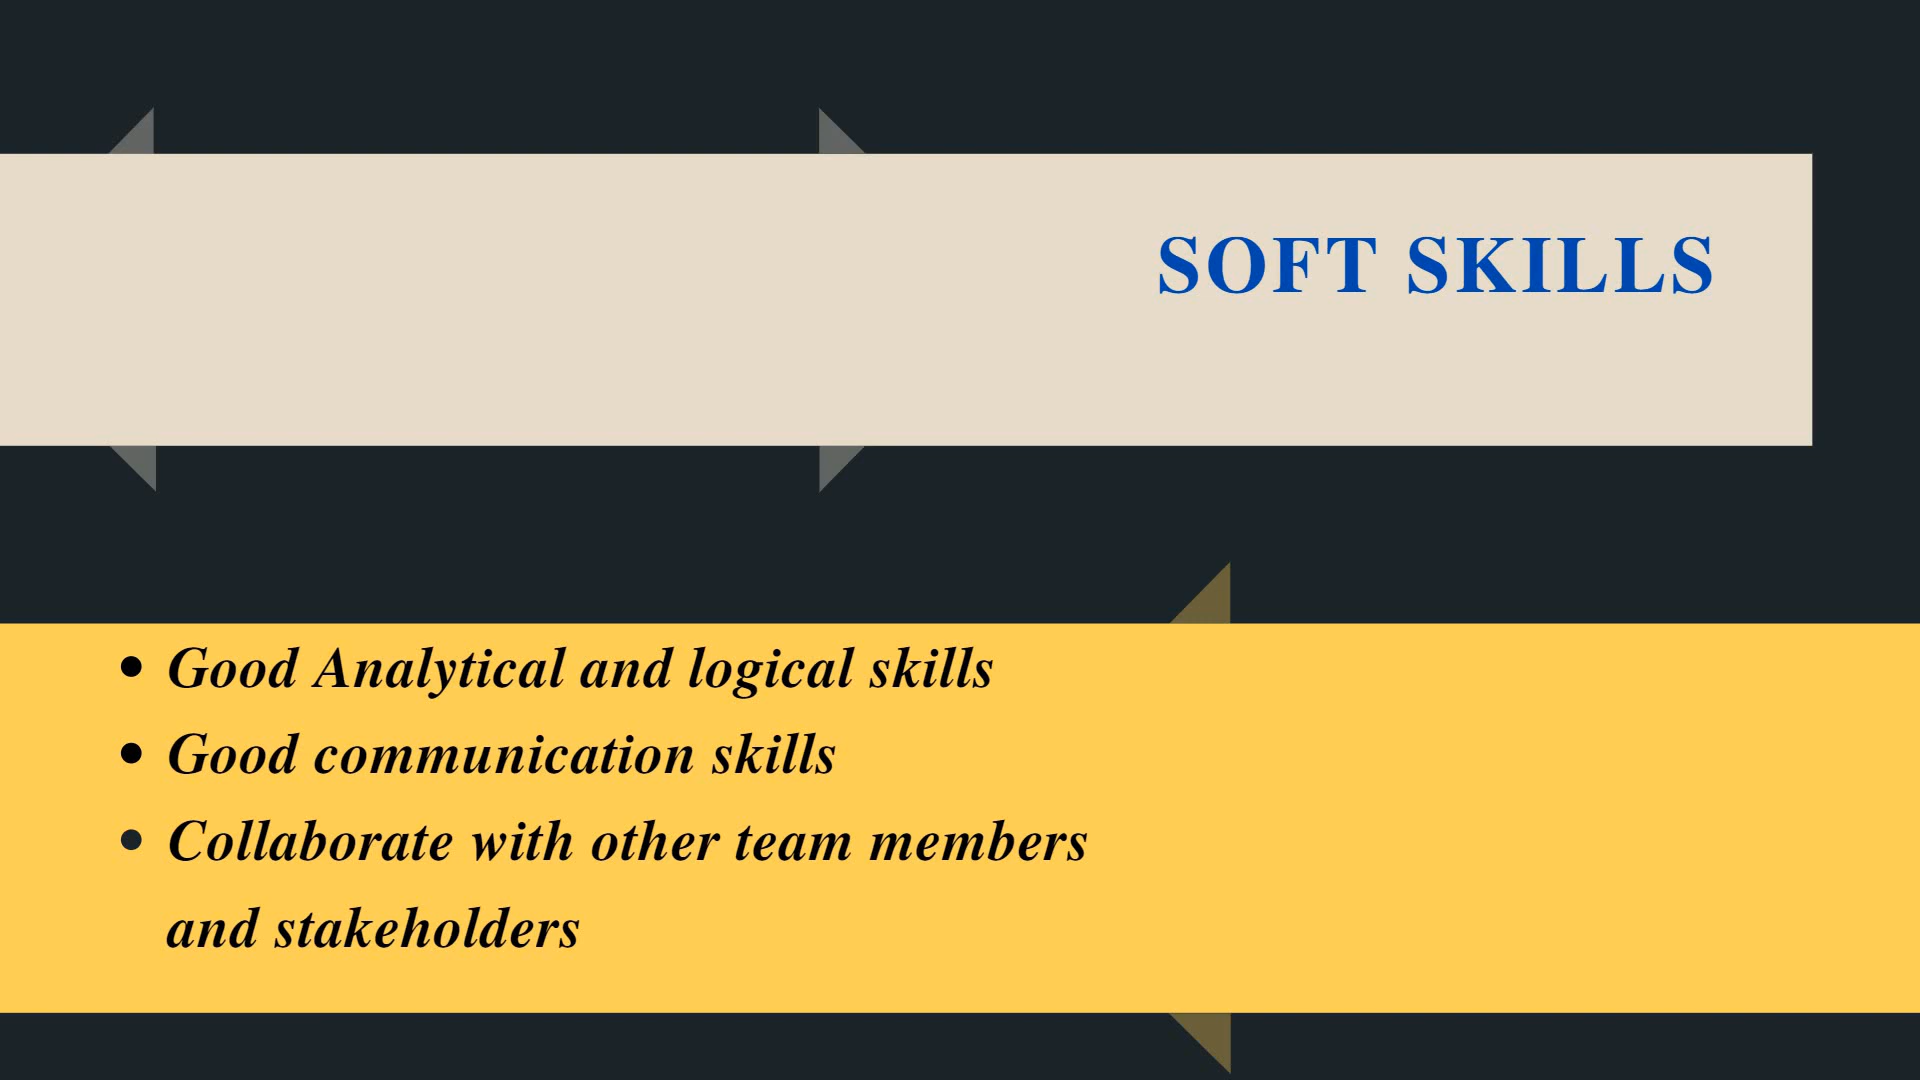 SOFT SKILLS
• Good Analytical and logical skills
• Good communication skills
• Collaborate with other team members
and stakeholders